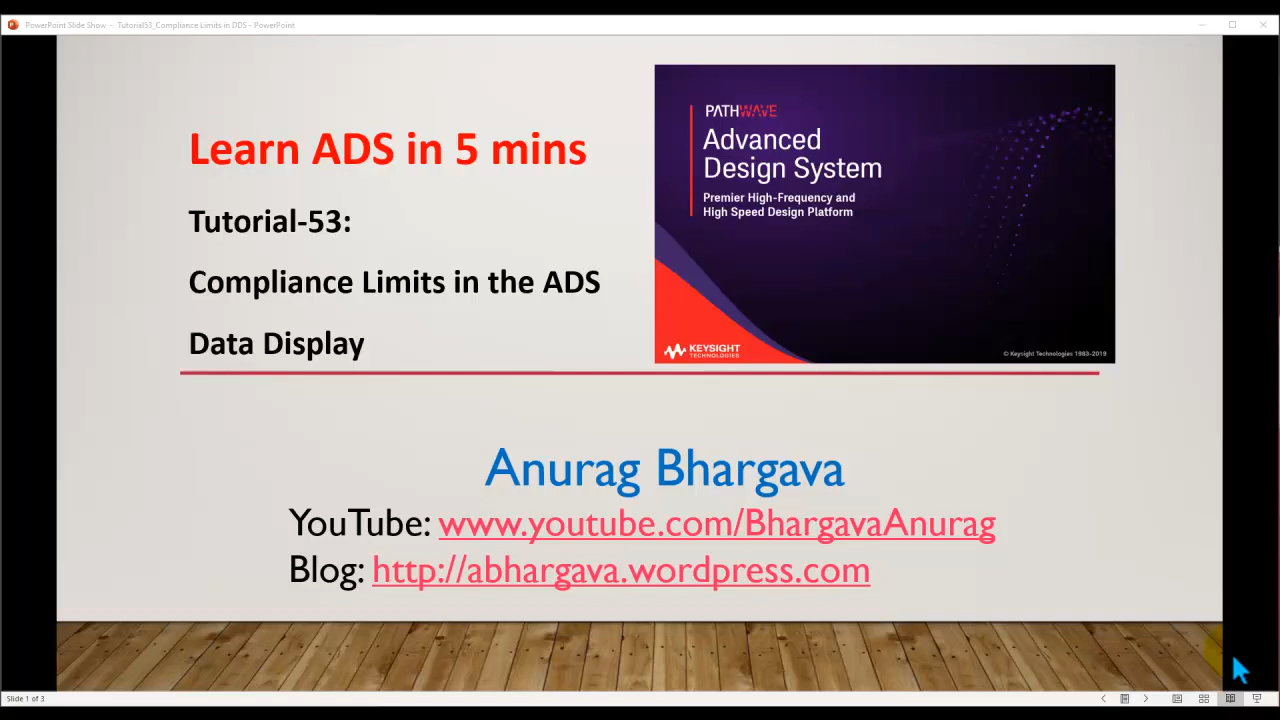 PowerPoint Slide Show - Tutorial53_Compliance Limits in DDS - PowerPoint
PATHWAVE
Advanced
Design System
Premier High-Frequency and
High Speed Design Platform
KEYSIGHT
TECHNOLOGIES
© Keysight Technologies 1983-2019
Learn ADS in 5 mins
Tutorial-53:
Compliance Limits in the ADS
Data Display
Anurag Bhargava
YouTube: www.youtube.com/BhargavaAnurag
Blog: http://abhargava.wordpress.com
Slide 1 of 3